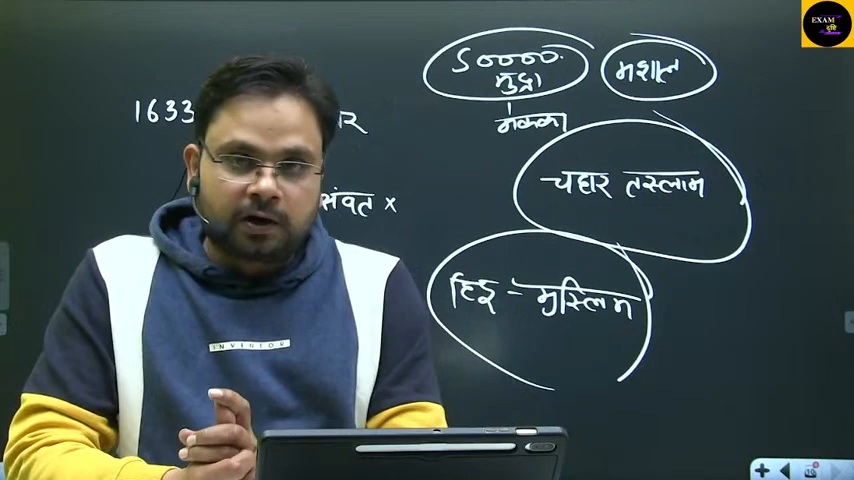 50000
मुद्रा
मशाल
मक्का
1633
चहार तस्लाम
संवत x
हिंदू - मुस्लिम
INVENTOR
EXAM
दृष्टि